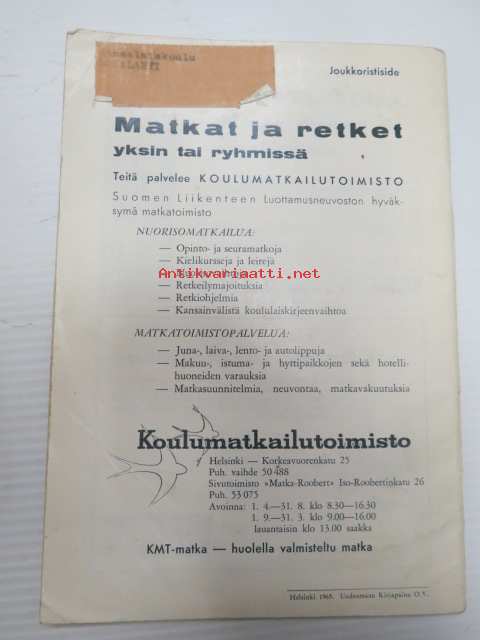 Joukkoristiside
Matkat ja retket
yksin tai ryhmissä
Teitä palvelee KOULUMATKAILUTOIMISTO
Suomen Liikenteen Luottamusneuvoston hyväk-
symä matkatoimisto
NUORISOMATKAILUA:
— Opinto- ja seuramatkoja
— Kielikursseja ja leirejä
Antikvariaatti.net
— Retkeilymajoituksia
— Retkiohjelmia
— Kansainvälistä koululaiskirjeenvaihtoa
MATKATOIMISTOPALVELUA:
— Juna-, laiva-, lento- ja autolippuja
— Makuu-, istuma- ja hyttipaikkojen sekä hotelli-
huoneiden varauksia
— Matkasuunnitelmia, neuvontaa, matkavakuutuksia
Koulumatkailutoimisto
Helsinki — Korkeavuorenkatu 25
Puh. vaihde 50 488
Sivutoimisto »Matka-Roobert» Iso-Roobertinkatu 26
Puh. 53 075
Avoinna: 1. 4.—31. 8. klo 8.30—16.30
1. 9.—31. 3. klo 9.00—16.00
lauantaisin klo 13.00 saakka
KMT-matka — huolella valmisteltu matka
Helsinki 1965. Uudenmaan Kirjapaino O.Y.